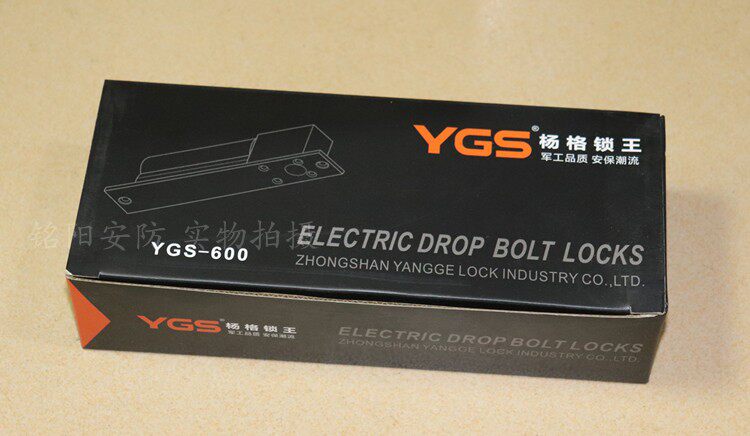 YGS® 杨格锁王
军工品质 安保潮流
铭阳安防 实物拍摄
YGS-600
ELECTRIC DROP BOLT LOCKS
ZHONGSHAN YANGGE LOCK INDUSTRY CO.,LTD.
YGS 杨格锁王
军工品质 安保潮流
ELECTRIC DROP BOLT LOCKS
ZHONGSHAN YANGGE LOCK INDUSTRY CO.,LTD.